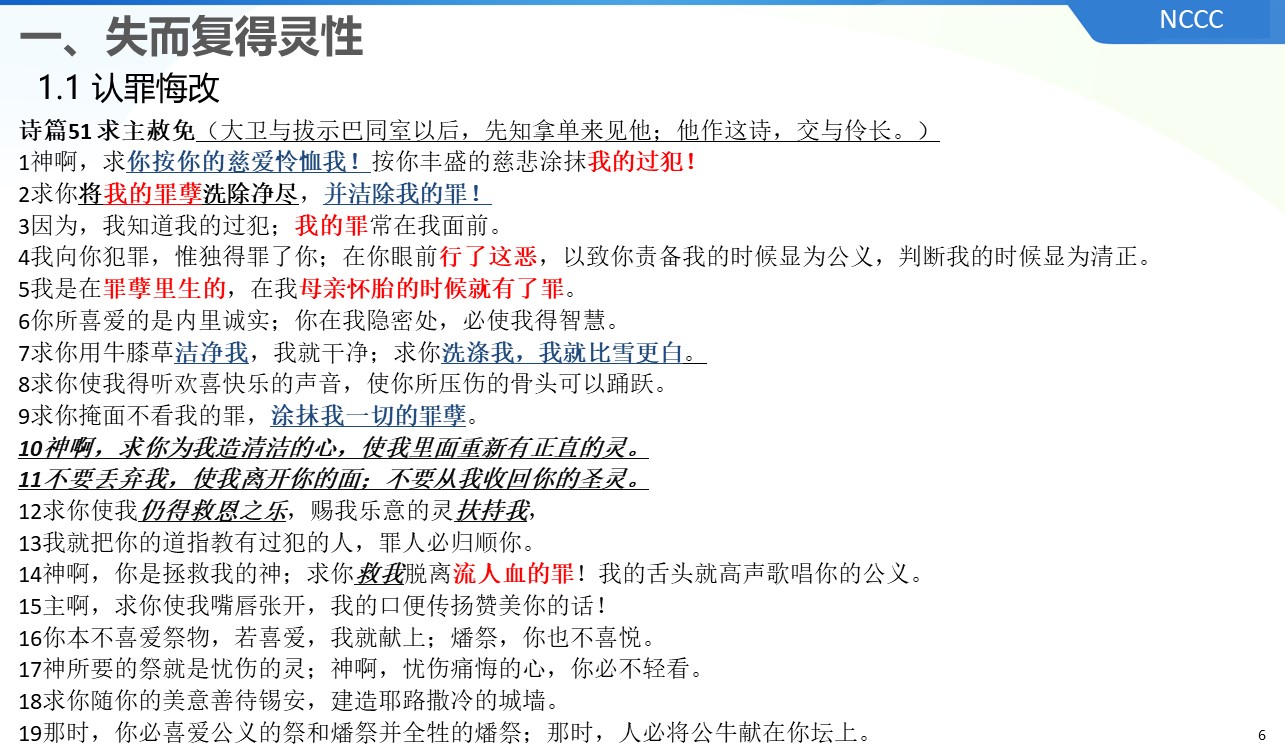 NCCC
一、失而复得灵性
1.1 认罪悔改
诗篇51 求主赦免（大卫与拔示巴同室以后，先知拿单来见他；他作这诗，交与伶长。）
1神啊，求你按你的慈爱怜恤我！按你丰盛的慈悲涂抹我的过犯！
2求你将我的罪孽洗除净尽，并洁除我的罪！
3因为，我知道我的过犯；我的罪常在我面前。
4我向你犯罪，惟独得罪了你；在你眼前行了这恶，以致你责备我的时候显为公义，判断我的时候显为清正。
5我是在罪孽里生的，在我母亲怀胎的时候就有了罪。
6你所喜爱的是内里诚实；你在我隐密处，必使我得智慧。
7求你用牛膝草洁净我，我就干净；求你洗涤我，我就比雪更白。
8求你使我得听欢喜快乐的声音，使你所压伤的骨头可以踊跃。
9求你掩面不看我的罪，涂抹我一切的罪孽。
10神啊，求你为我造清洁的心，使我里面重新有正直的灵。
11不要丢弃我，使我离开你的面；不要从我收回你的圣灵。
12求你使我仍得救恩之乐，赐我乐意的灵扶持我，
13我就把你的道指教有过犯的人，罪人必归顺你。
14神啊，你是拯救我的神；求你救我脱离流人血的罪！我的舌头就高声歌唱你的公义。
15主啊，求你使我嘴唇张开，我的口便传扬赞美你的话！
16你本不喜爱祭物，若喜爱，我就献上；燔祭，你也不喜悦。
17神所要的祭就是忧伤的灵；神啊，忧伤痛悔的心，你必不轻看。
18求你随你的美意善待锡安，建造耶路撒冷的城墙。
19那时，你必喜爱公义的祭和燔祭并全牲的燔祭；那时，人必将公牛献在你坛上。
6